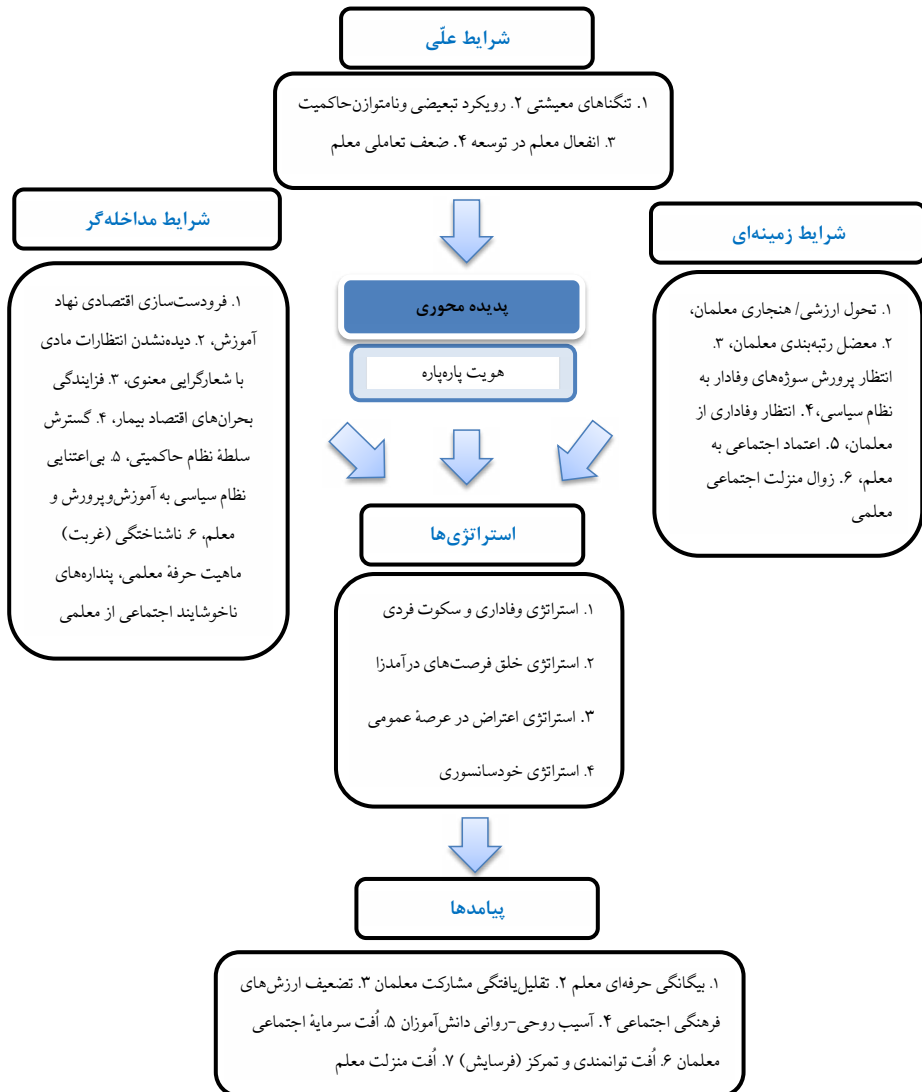 شرایط علّی
۱. تنگناهای معیشتی ۲. رویکرد تبعیضی ونامتوازن‌حاکمیت
۳. انفعال معلم در توسعه ۴. ضعف تعاملی معلم
شرایط زمینه‌ای
۱. تحول ارزشی/ هنجاری معلمان،
۲. معضل رتبه‌بندی معلمان، ۳.
انتظار پرورش سوژه‌های وفادار به
نظام سیاسی،۴. انتظار وفاداری از
معلمان، ۵. اعتماد اجتماعی به
معلم، ۶. زوال منزلت اجتماعی
معلمی
شرایط مداخله‌گر
۱. فرودست‌سازی اقتصادی نهاد
آموزش، ۲. دیده‌نشدن انتظارات مادی
با شعارگرایی معنوی، ۳. فزایندگی
بحران‌های اقتصاد بیمار، ۴. گسترش
سلطۀ نظام حاکمیتی، ۵. بی‌اعتنایی
نظام سیاسی به آموزش‌وپرورش و
معلم، ۶. ناشناختگی (غربت)
ماهیت حرفۀ معلمی، پنداره‌های
ناخوشایند اجتماعی از معلمی
پدیده محوری
هویت پاره‌پاره
استراتژی‌ها
۱. استراتژی وفاداری و سکوت فردی
۲. استراتژی خلق فرصت‌های درآمدزا
۳. استراتژی اعتراض در عرصۀ عمومی
۴. استراتژی خودسانسوری
پیامدها
۱. بیگانگی حرفه‌ای معلم ۲. تقلیل‌یافتگی مشارکت معلمان ۳. تضعیف ارزش‌های
فرهنگی اجتماعی ۴. آسیب روحی-روانی دانش‌آموزان ۵. اُفت سرمایۀ اجتماعی
معلمان ۶. اُفت توانمندی و تمرکز (فرسایش) ۷. اُفت منزلت معلم